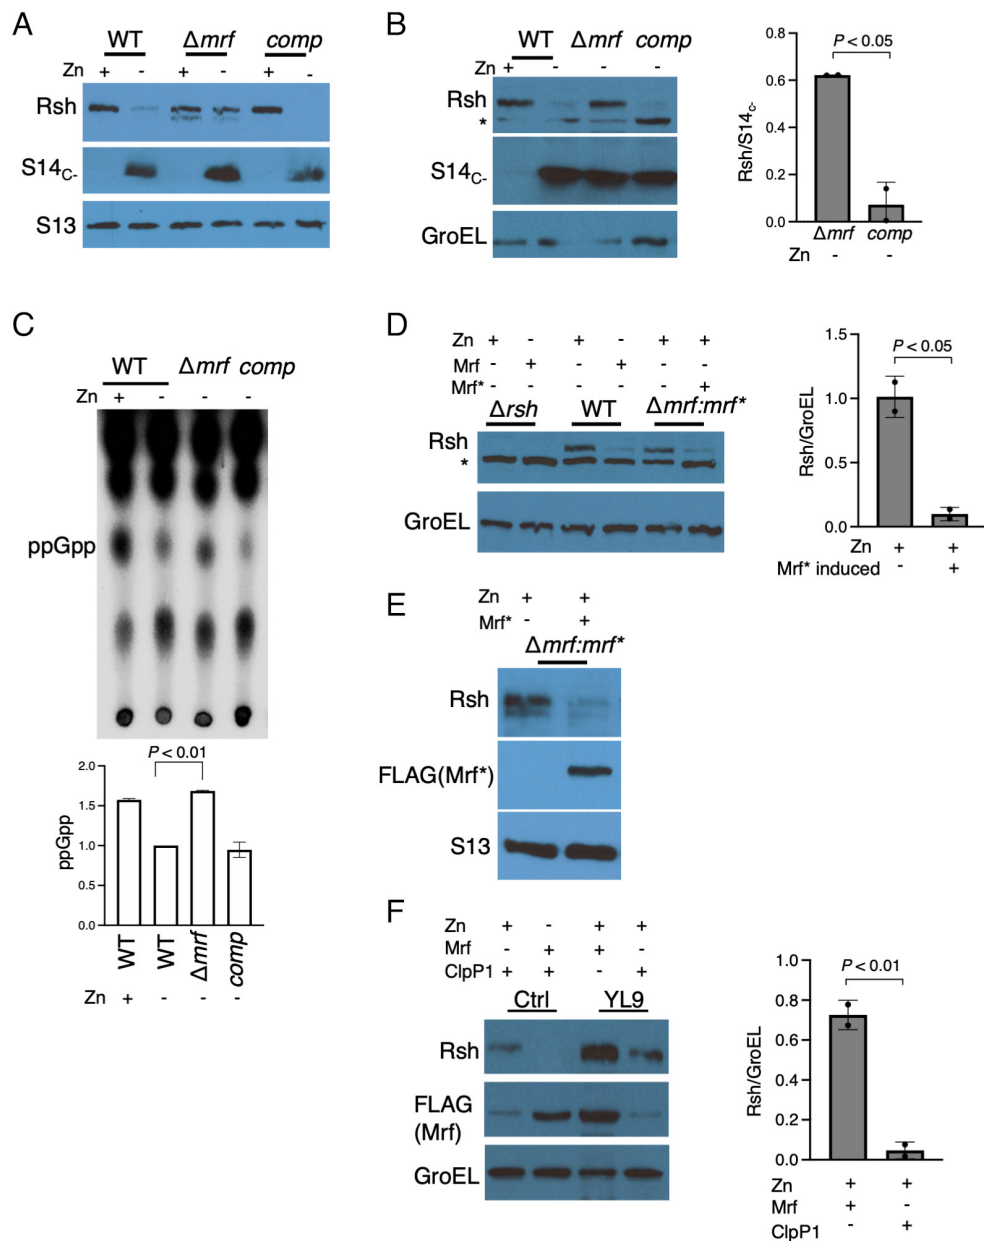 A
WT Δmrf comp
Zn + - + - + -
Rsh
S14C-
S13
B
WT Δmrf comp
Zn + - - -
Rsh
*
S14C-
GroEL
0.8
0.6
0.4
0.2
0.0
Rsh/S14C-
P < 0.05
Δmrf comp
Zn - -
C
WT Δmrf comp
Zn + - - -
ppGpp
2.0
1.5
1.0
0.5
0.0
ppGpp
P < 0.01
WT WT Δmrf comp
Zn + - - -
D
Zn + - + - + +
Mrf - + - + - -
Mrf* - - - - - +
Δrsh WT Δmrf:mrf*
Rsh
*
GroEL
1.5
1.0
0.5
0.0
Rsh/GroEL
P < 0.05
Zn + +
Mrf* induced - +
E
Zn + +
Mrf* - +
Δmrf:mrf*
Rsh
FLAG(Mrf*)
S13
F
Zn + - + +
Mrf - + + -
ClpP1 + + - +
Ctrl YL9
Rsh
FLAG
(Mrf)
GroEL
1.0
0.8
0.6
0.4
0.2
0.0
Rsh/GroEL
P < 0.01
Zn + +
Mrf + -
ClpP1 - +